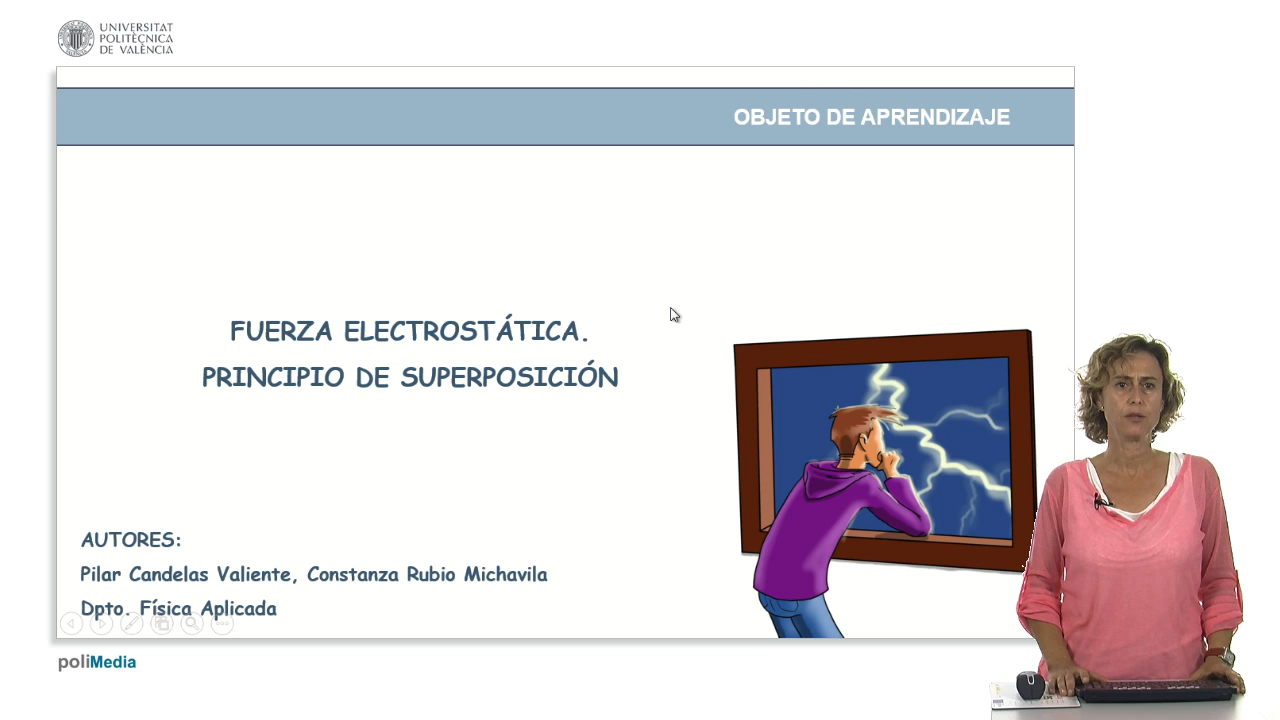 UNIVERSITAT
POLITÈCNICA
DE VALÈNCIA
OBJETO DE APRENDIZAJE
FUERZA ELECTROSTÁTICA.
PRINCIPIO DE SUPERPOSICIÓN
AUTORES:
Pilar Candelas Valiente, Constanza Rubio Michavila
Dpto. Física Aplicada
poliMedia